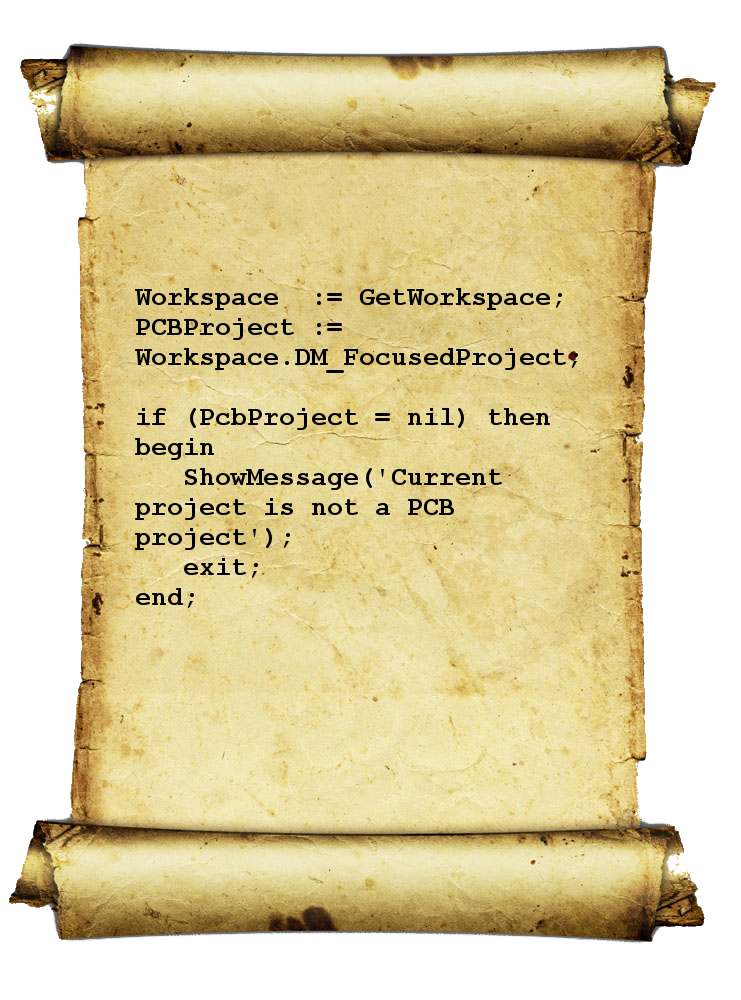 Workspace  := GetWorkspace;
PCBProject :=
Workspace.DM_FocusedProject;

if (PcbProject = nil) then
begin
   ShowMessage('Current
project is not a PCB
project');
   exit;
end;